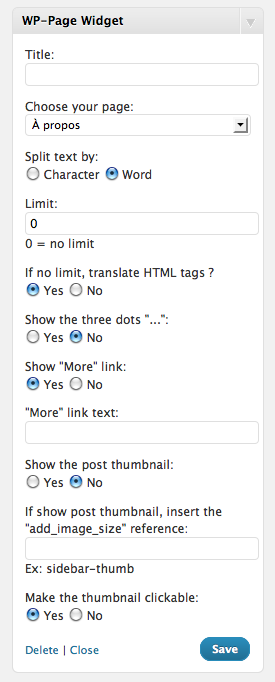 WP-Page Widget
Title:
Choose your page:
À propos
Split text by:
Character Word
Limit:
0
0 = no limit
If no limit, translate HTML tags ?
Yes No
Show the three dots "...":
Yes No
Show "More" link:
Yes No
"More" link text:
Show the post thumbnail:
Yes No
If show post thumbnail, insert the
"add_image_size" reference:
Ex: sidebar-thumb
Make the thumbnail clickable:
Yes No
Delete | Close Save